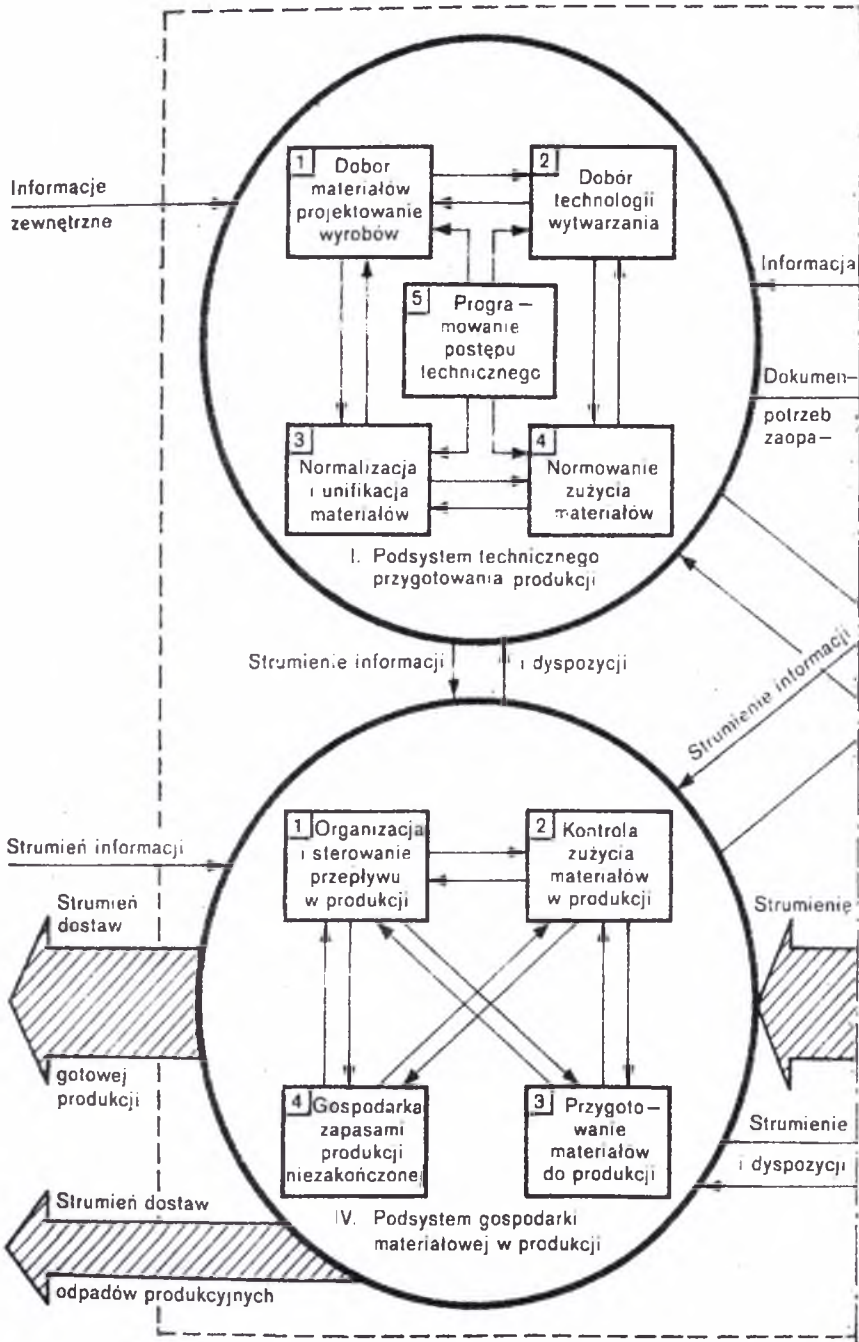 1
Dobor
materiałów
projektowanie
wyrobów
2
Dobór
technologii
wytwarzania
Informacje
zewnętrzne
5
Progra—
mowanie
postępu
technicznego
Informacja
Dokumen—
potrzeb
zaopa—
3
Normalizacja
i unifikacja
materiałów
4
Normowanie
zużycia
materiałów
I. Podsystem technicznego
przygotowania produkcji
Strumienie informacji
i dyspozycji
Strumienie informacji
1
Organizacja
i sterowanie
przepływu
w produkcji
2
Kontrola
zużycia
materiałów
w produkcji
Strumień informacji
Strumień
dostaw
gotowej
produkcji
Strumienie
4
Gospodarka
zapasami
produkcji
niezakończonej
3
Przygoto—
wanie
materiałów
do produkcji
Strumienie
i dyspozycji
IV. Podsystem gospodarki
materiałowej w produkcji
Strumień dostaw
odpadów produkcyjnych